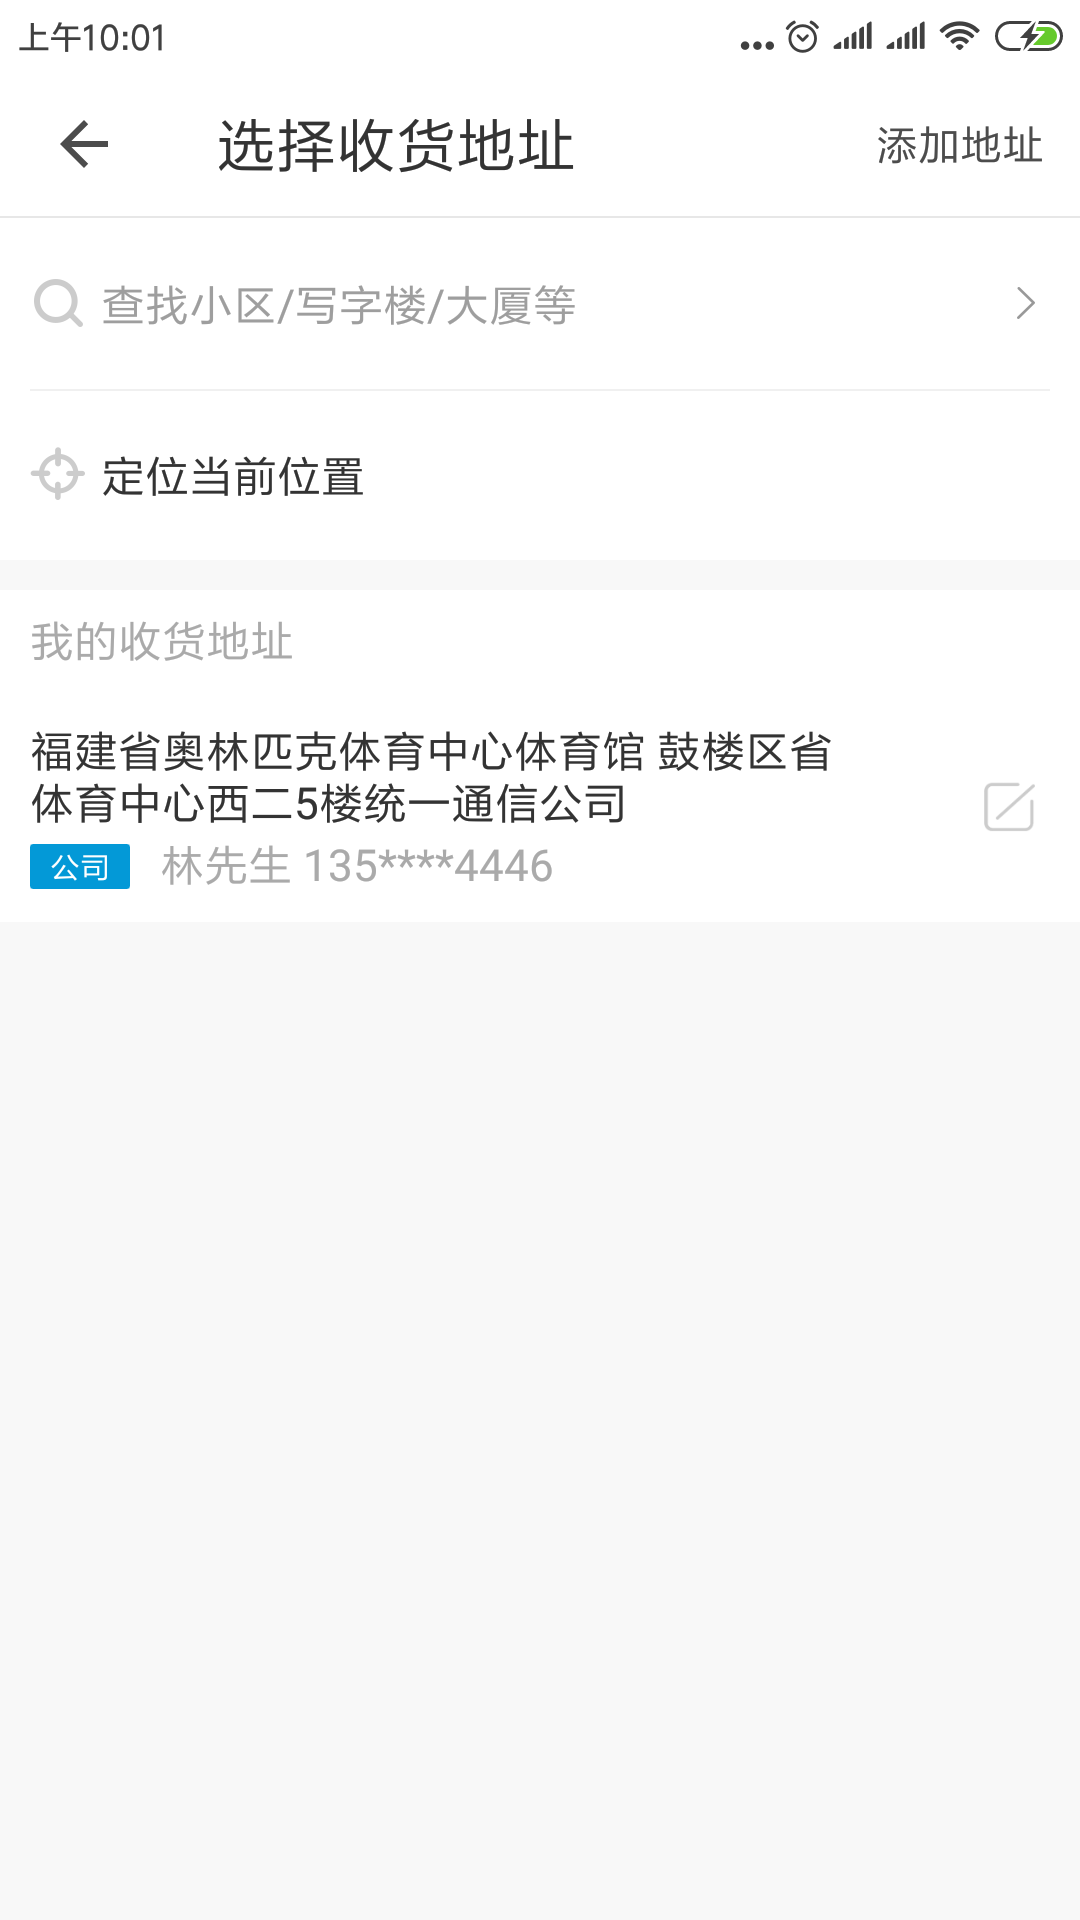 上午10:01
选择收货地址
添加地址
查找小区/写字楼/大厦等
定位当前位置
我的收货地址
福建省奥林匹克体育中心体育馆 鼓楼区省
体育中心西二5楼统一通信公司
公司 林先生 135****4446